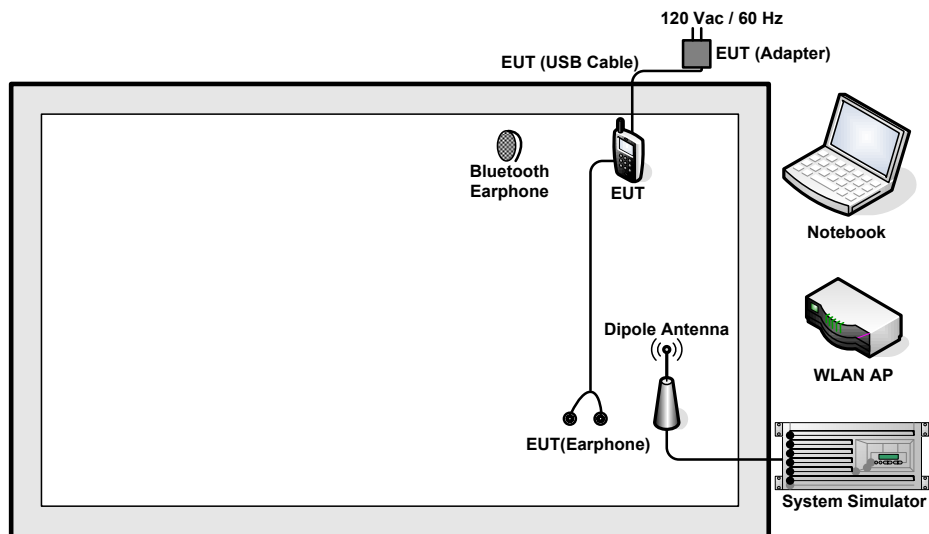 120 Vac / 60 Hz
EUT (Adapter)
EUT (USB Cable)
Bluetooth
Earphone
EUT
Notebook
Dipole Antenna
WLAN AP
EUT(Earphone)
System Simulator